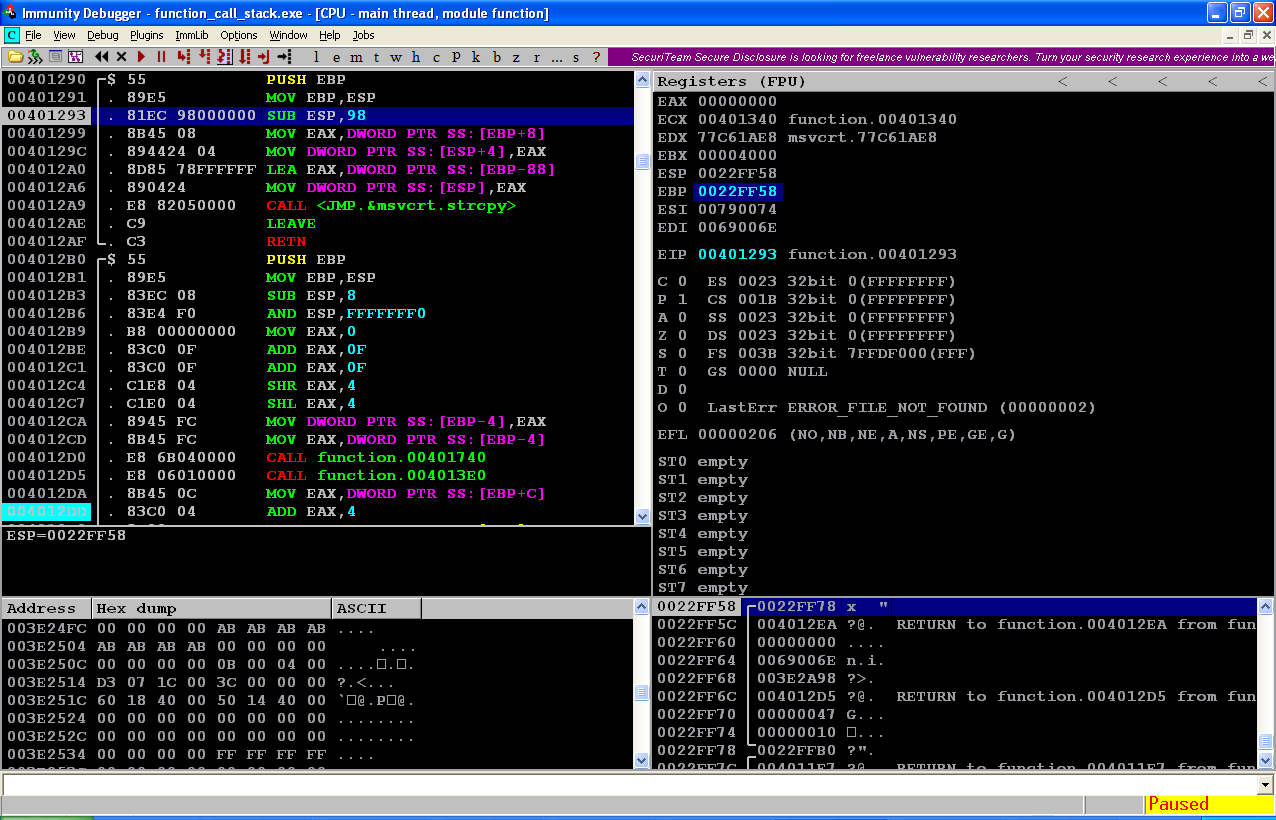 Immunity Debugger - function_call_stack.exe - [CPU - main thread, module function]
C File View Debug Plugins ImmLib Options Window Help Jobs
l e m t w h c P k b z r ... s ? SecuriTeam Secure Disclosure is looking for freelance vulnerability researchers. Turn your security research experience into a we
00401290 $ 55 PUSH EBP
00401291 . 89E5 MOV EBP,ESP
00401293 . 81EC 98000000 SUB ESP,98
00401299 . 8B45 08 MOV EAX,DWORD PTR SS:[EBP+8]
0040129C . 894424 04 MOV DWORD PTR SS:[ESP+4],EAX
004012A0 . 8D85 78FFFFFF LEA EAX,DWORD PTR SS:[EBP-88]
004012A6 . 890424 MOV DWORD PTR SS:[ESP],EAX
004012A9 . E8 82050000 CALL <JMP.&msvcrt.strcpy>
004012AE . C9 LEAVE
004012AF . C3 RETN
004012B0 $ 55 PUSH EBP
004012B1 . 89E5 MOV EBP,ESP
004012B3 . 83EC 08 SUB ESP,8
004012B6 . 83E4 F0 AND ESP,FFFFFFF0
004012B9 . B8 00000000 MOV EAX,0
004012BE . 83C0 0F ADD EAX,0F
004012C1 . 83C0 0F ADD EAX,0F
004012C4 . C1E8 04 SHR EAX,4
004012C7 . C1E0 04 SHL EAX,4
004012CA . 8945 FC MOV DWORD PTR SS:[EBP-4],EAX
004012CD . 8B45 FC MOV EAX,DWORD PTR SS:[EBP-4]
004012D0 . E8 6B040000 CALL function.00401740
004012D5 . E8 06010000 CALL function.004013E0
004012DA . 8B45 0C MOV EAX,DWORD PTR SS:[EBP+C]
004012DD . 83C0 04 ADD EAX,4
ESP=0022FF58
Registers (FPU) < < < < <
EAX 00000000
ECX 00401340 function.00401340
EDX 77C61AE8 msvcrt.77C61AE8
EBX 00004000
ESP 0022FF58
EBP 0022FF58
ESI 00790074
EDI 0069006E
EIP 00401293 function.00401293
C 0 ES 0023 32bit 0(FFFFFFFF)
P 1 CS 001B 32bit 0(FFFFFFFF)
A 0 SS 0023 32bit 0(FFFFFFFF)
Z 0 DS 0023 32bit 0(FFFFFFFF)
S 0 FS 003B 32bit 7FFDF000(FFF)
T 0 GS 0000 NULL
D 0
O 0 LastErr ERROR_FILE_NOT_FOUND (00000002)
EFL 00000206 (NO,NB,NE,A,NS,PE,GE,G)
ST0 empty
ST1 empty
ST2 empty
ST3 empty
ST4 empty
ST5 empty
ST6 empty
ST7 empty
Address Hex dump ASCII
003E24FC 00 00 00 00 AB AB AB AB ....
003E2504 AB AB AB AB 00 00 00 00 ....
003E250C 00 00 00 00 0B 00 04 00 ....□.□.
003E2514 D3 07 1C 00 3C 00 00 00 ?.<...
003E251C 60 18 40 00 50 14 40 00 `□@.P□@.
003E2524 00 00 00 00 00 00 00 00 ........
003E252C 00 00 00 00 00 00 00 00 ........
003E2534 00 00 00 00 FF FF FF FF ....
0022FF58 0022FF78 x "
0022FF5C 004012EA ?@. RETURN to function.004012EA from fun
0022FF60 00000000 ....
0022FF64 0069006E n.i.
0022FF68 003E2A98 ?>.
0022FF6C 004012D5 ?@. RETURN to function.004012D5 from fun
0022FF70 00000047 G...
0022FF74 00000010 □...
0022FF78 0022FFB0 ?".
0022FF7C 004011E7 ?@. RETURN to function.004011E7 from fun
Paused